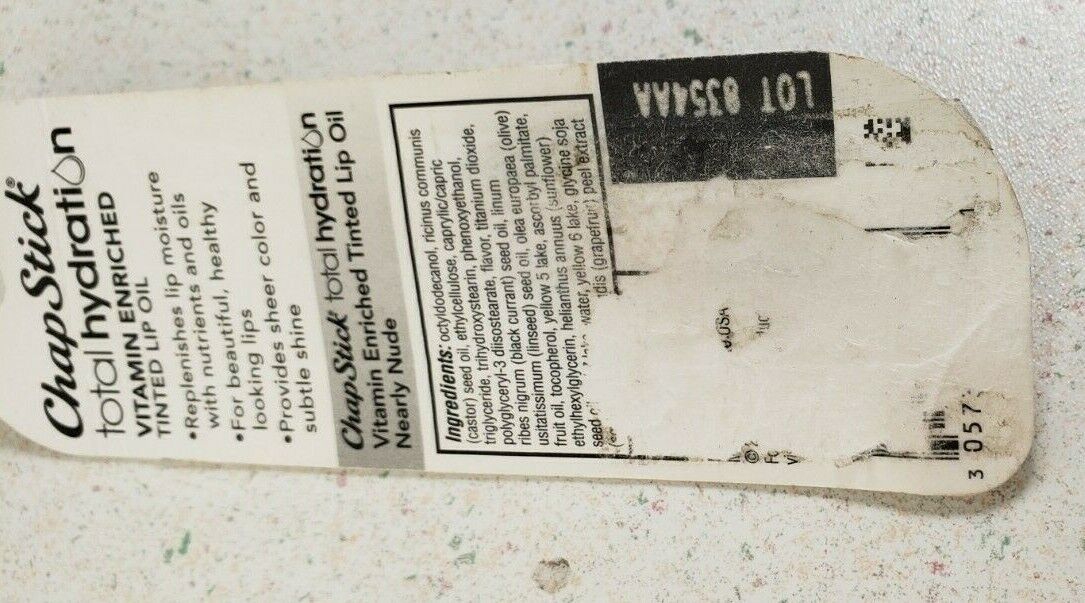 ChapStick®
total hydration
VITAMIN ENRICHED
TINTED LIP OIL
•Replenishes lip moisture
with nutrients and oils
•For beautiful, healthy
looking lips
•Provides sheer color and
subtle shine
ChapStick® total hydration
Vitamin Enriched Tinted Lip Oil
Nearly Nude
Ingredients: octyldodecanol, ricinus communis
(castor) seed oil, ethylcellulose, caprylic/capric
triglyceride, trihydroxystearin, phenoxyethanol,
polyglyceryl-3 diisostearate, flavor, titanium dioxide,
ribes nigrum (black currant) seed oil, linum
usitatissimum (linseed) seed oil, olea europaea (olive)
fruit oil, tocopherol, yellow 5 lake, ascorbyl palmitate,
ethylhexylglycerin, helianthus annuus (sunflower)
seed water, yellow 6 lake, glycine soja
(grapefruit) peel extract
LOT 8354AA
USA
©
3 057
1